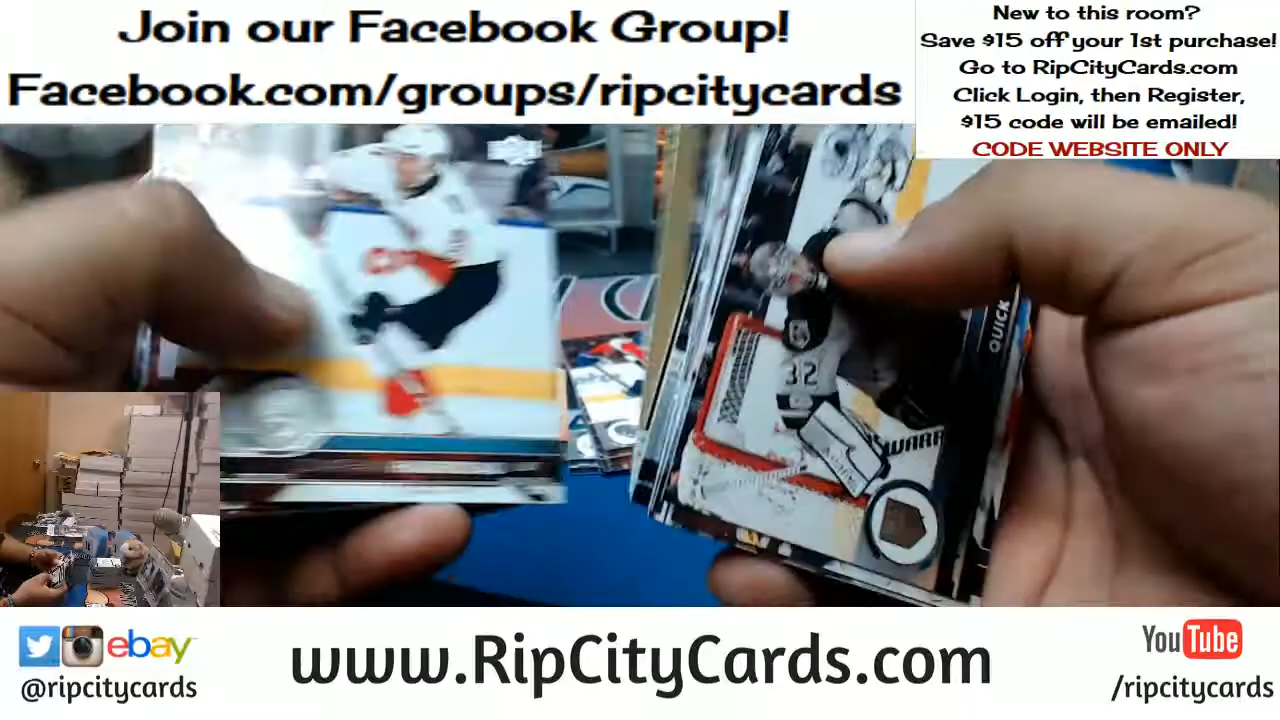 Join our Facebook Group!
Facebook.com/groups/ripcitycards
New to this room?
Save $15 off your 1st purchase!
Go to RipCityCards.com
Click Login, then Register,
$15 code will be emailed!
CODE WEBSITE ONLY
QUICK
32
WARR
ebay
@ripcitycards
www.RipCityCards.com
YouTube
/ripcitycards